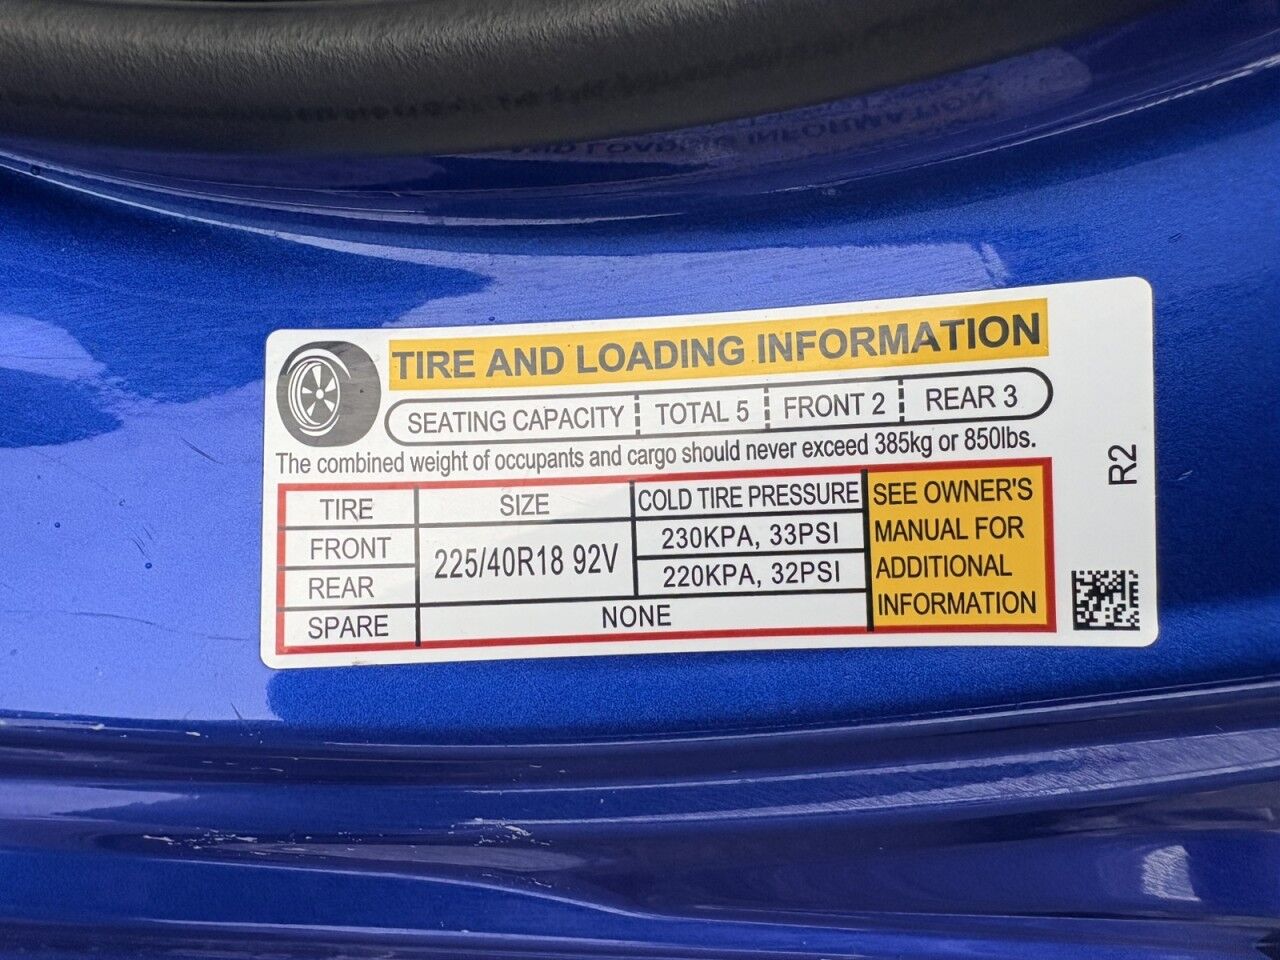 TIRE AND LOADING INFORMATION
SEATING CAPACITY TOTAL 5 FRONT 2 REAR 3
The combined weight of occupants and cargo should never exceed 385kg or 850lbs.
TIRE SIZE COLD TIRE PRESSURE
FRONT 225/40R18 92V 230KPA, 33PSI
REAR 220KPA, 32PSI
SPARE NONE
SEE OWNER'S
MANUAL FOR
ADDITIONAL
INFORMATION
R2